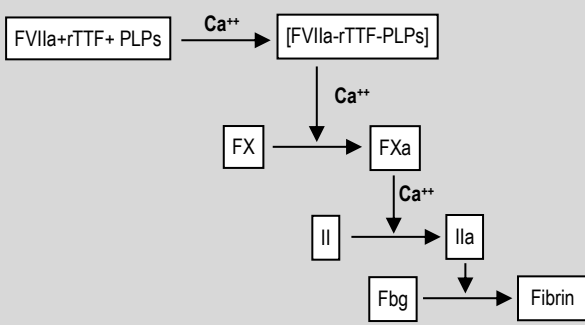 Ca++
FVIIa+rTTF+ PLPs
[FVIIa-rTTF-PLPs]
Ca++
FX
FXa
Ca++
II
IIa
Fbg
Fibrin